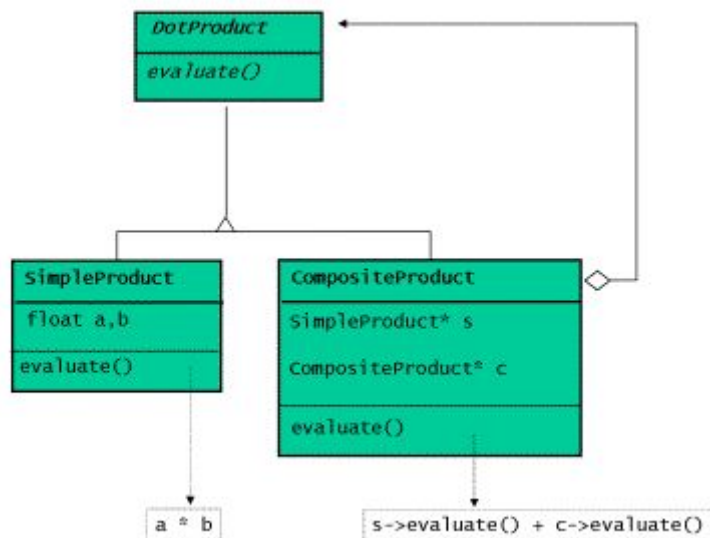 DotProduct
evaluate()
SimpleProduct
float a,b
evaluate()
a * b
CompositeProduct
SimpleProduct* s
CompositeProduct* c
evaluate()
s->evaluate() + c->evaluate()